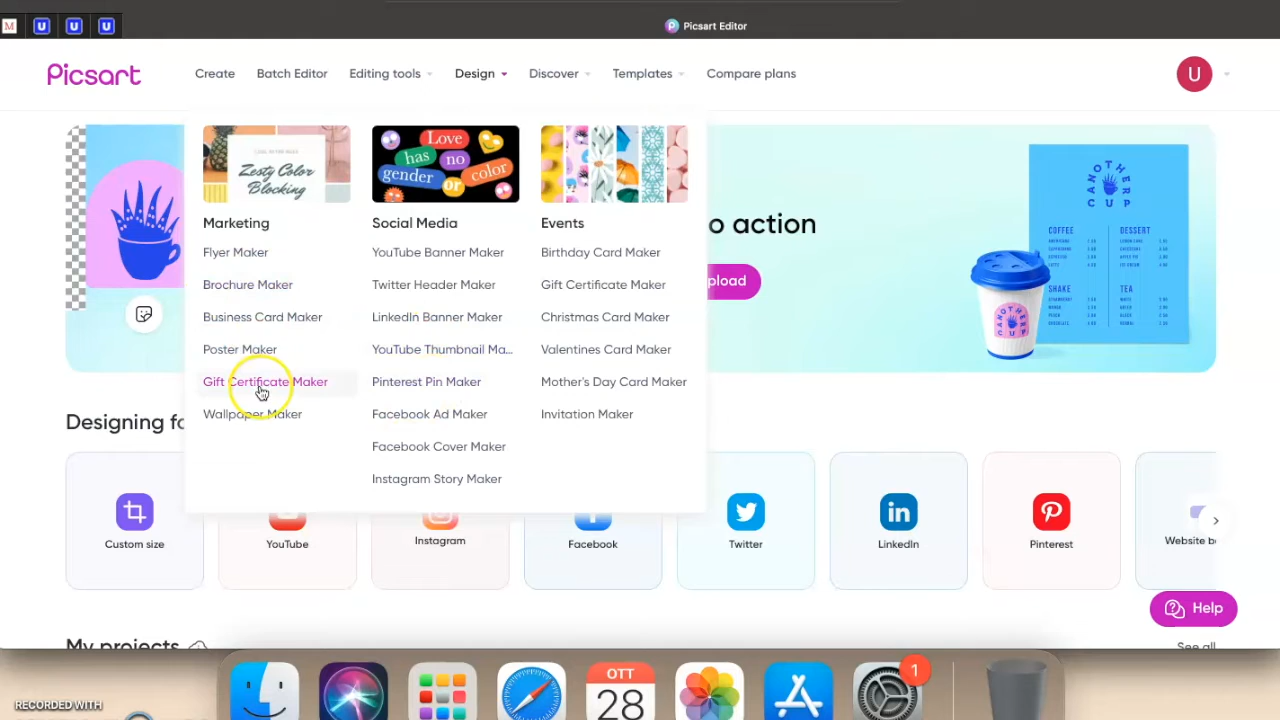 M
U
U
U
Picsart Editor
Picsart
Create
Batch Editor
Editing tools
Design
Discover
Templates
Compare plans
U
ZESTY Color
Blocking
Love
has no
gender or color
o action
pload
CANOTHERCUP
COFFEE
DESSERT
SHAKE
TEA
Marketing
Flyer Maker
Brochure Maker
Business Card Maker
Poster Maker
Gift Certificate Maker
Wallpaper Maker
Social Media
YouTube Banner Maker
Twitter Header Maker
LinkedIn Banner Maker
YouTube Thumbnail Ma...
Pinterest Pin Maker
Facebook Ad Maker
Facebook Cover Maker
Instagram Story Maker
Events
Birthday Card Maker
Gift Certificate Maker
Christmas Card Maker
Valentines Card Maker
Mother's Day Card Maker
Invitation Maker
Designing fo
Custom size
YouTube
Instagram
Facebook
Twitter
LinkedIn
Pinterest
Website b
Help
My projects
See all
OTT
28
1
RECORDED WITH